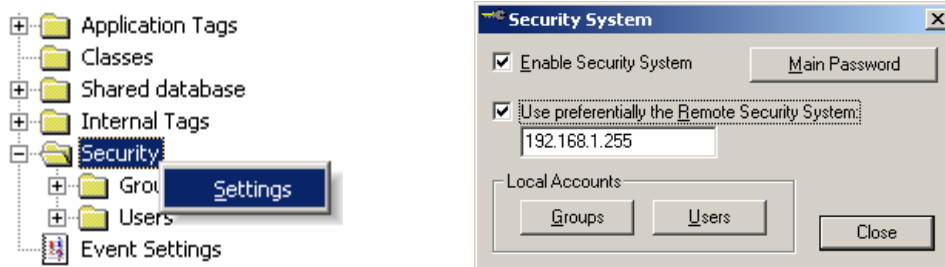 Application Tags
Classes
Shared database
Internal Tags
Security
Settings
Users
Event Settings
Security System
Enable Security System
Main Password
Use preferentially the Remote Security System:
192.168.1.255
Local Accounts
Groups
Users
Close